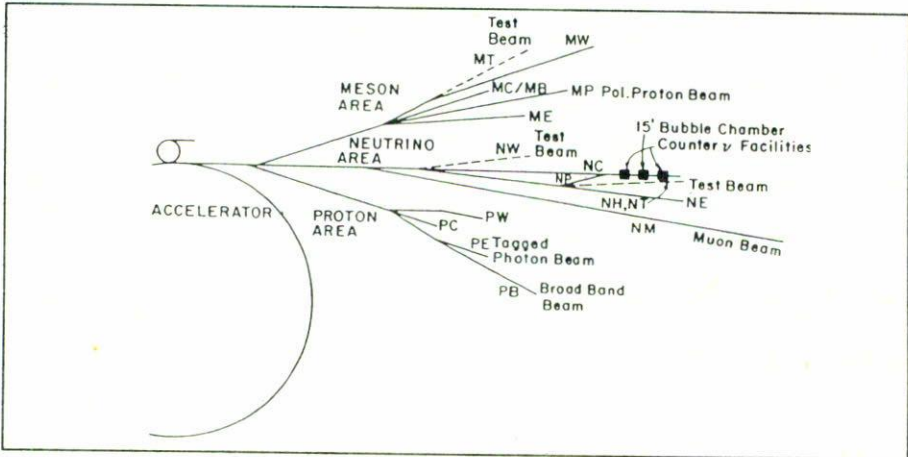 Test
Beam
MW
MT
MESON
AREA
MC/MB
MP Pol. Proton Beam
ME
15' Bubble Chamber
Counter ν Facilities
NEUTRINO
AREA
NW
Test
Beam
NC
NP
Test Beam
NH,NT
NE
NM
Muon Beam
ACCELERATOR
PROTON
AREA
PW
PC
PE Tagged
Photon Beam
PB
Broad Band
Beam